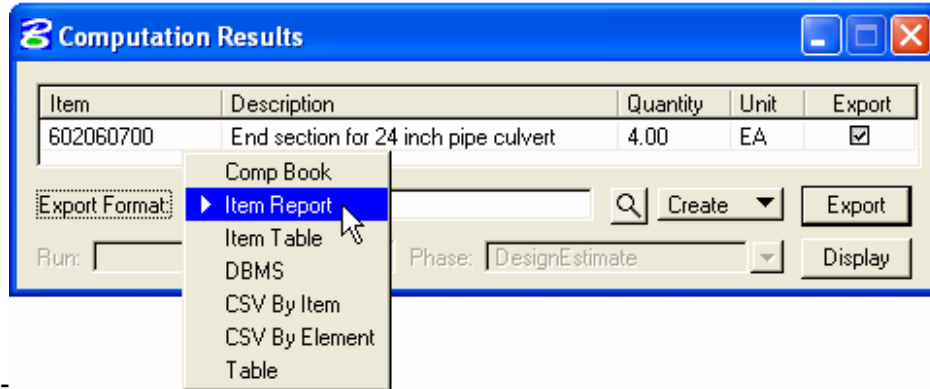 Computation Results
Item Description Quantity Unit Export
602060700 End section for 24 inch pipe culvert 4.00 EA
Comp Book
Export Format: Item Report Create Export
Item Table
Run: Phase: DesignEstimate Display
DBMS
CSV By Item
CSV By Element
Table
-